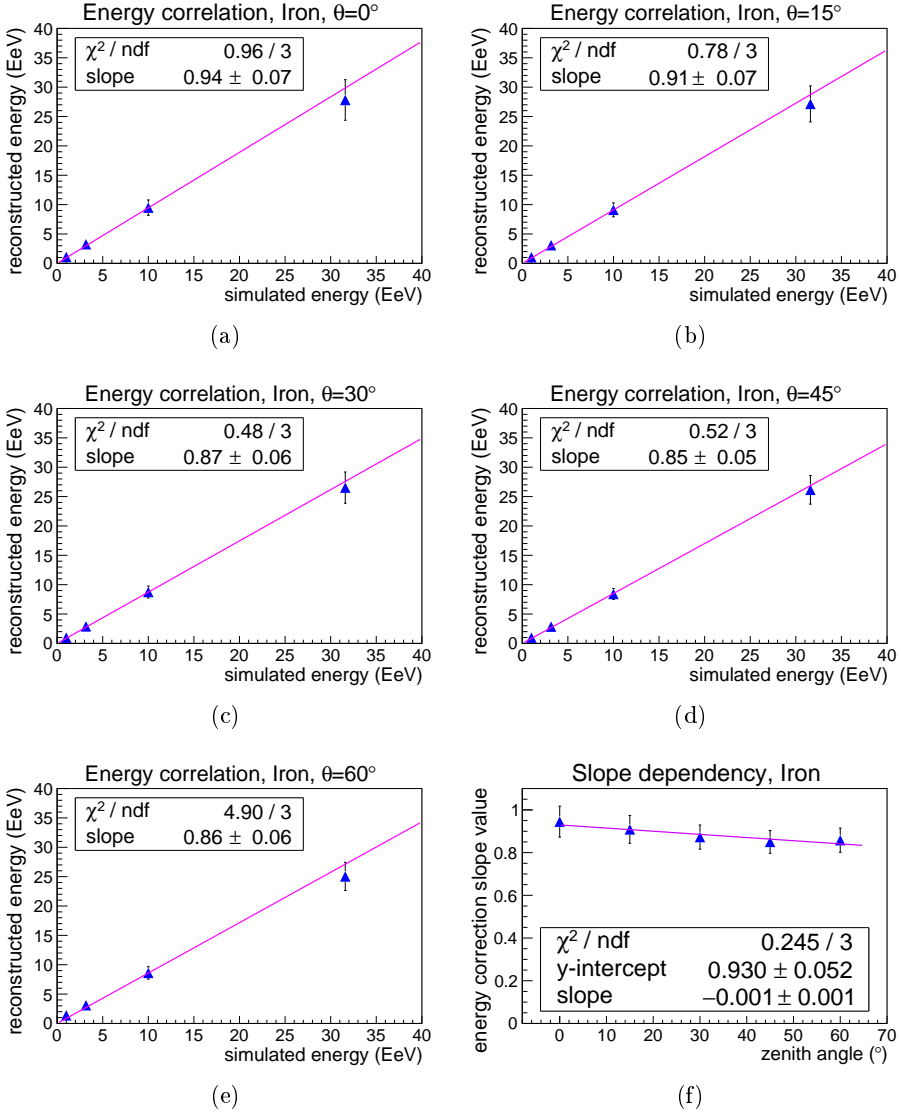 Energy correlation, Iron, θ=0°
reconstructed energy (EeV)
40
35
30
25
20
15
10
5
0
χ² / ndf 0.96 / 3
slope 0.94 ± 0.07
0 5 10 15 20 25 30 35 40
simulated energy (EeV)
(a)
Energy correlation, Iron, θ=15°
reconstructed energy (EeV)
40
35
30
25
20
15
10
5
0
χ² / ndf 0.78 / 3
slope 0.91 ± 0.07
0 5 10 15 20 25 30 35 40
simulated energy (EeV)
(b)
Energy correlation, Iron, θ=30°
reconstructed energy (EeV)
40
35
30
25
20
15
10
5
0
χ² / ndf 0.48 / 3
slope 0.87 ± 0.06
0 5 10 15 20 25 30 35 40
simulated energy (EeV)
(c)
Energy correlation, Iron, θ=45°
reconstructed energy (EeV)
40
35
30
25
20
15
10
5
0
χ² / ndf 0.52 / 3
slope 0.85 ± 0.05
0 5 10 15 20 25 30 35 40
simulated energy (EeV)
(d)
Energy correlation, Iron, θ=60°
reconstructed energy (EeV)
40
35
30
25
20
15
10
5
0
χ² / ndf 4.90 / 3
slope 0.86 ± 0.06
0 5 10 15 20 25 30 35 40
simulated energy (EeV)
(e)
Slope dependency, Iron
energy correction slope value
1
0.8
0.6
0.4
0.2
0
χ² / ndf 0.245 / 3
y-intercept 0.930 ± 0.052
slope −0.001 ± 0.001
0 10 20 30 40 50 60 70
zenith angle (°)
(f)